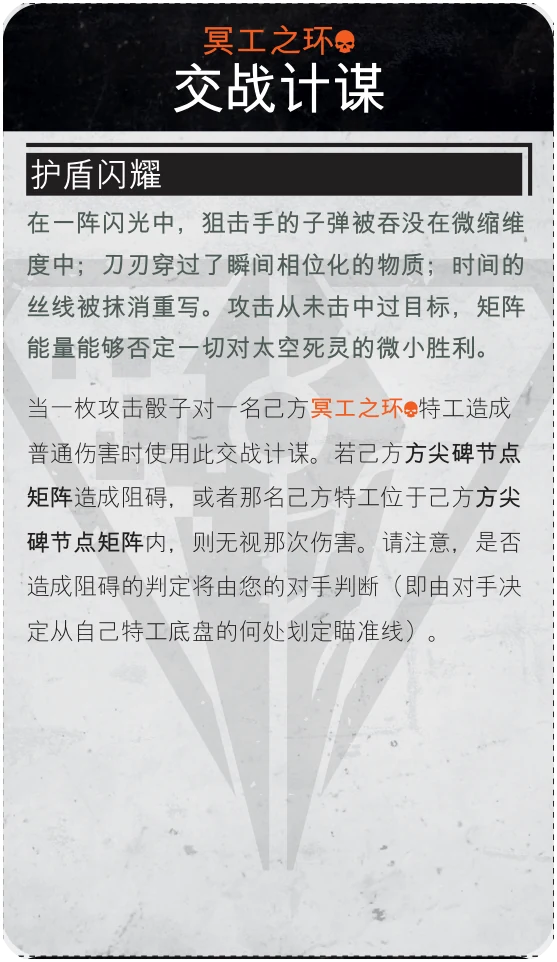 冥工之环
交战计谋
护盾闪耀
在一阵闪光中，狙击手的子弹被吞没在微缩维
度中；刀刃穿过了瞬间相位化的物质；时间的
丝线被抹消重写。攻击从未击中过目标，矩阵
能量能够否定一切对太空死灵的微小胜利。
当一枚攻击骰子对一名己方冥工之环特工造成
普通伤害时使用此交战计谋。若己方方尖碑节点
矩阵造成阻碍，或者那名己方特工位于己方方尖
碑节点矩阵内，则无视那次伤害。请注意，是否
造成阻碍的判定将由您的对手判断（即由对手决
定从自己特工底盘的何处划定瞄准线）。